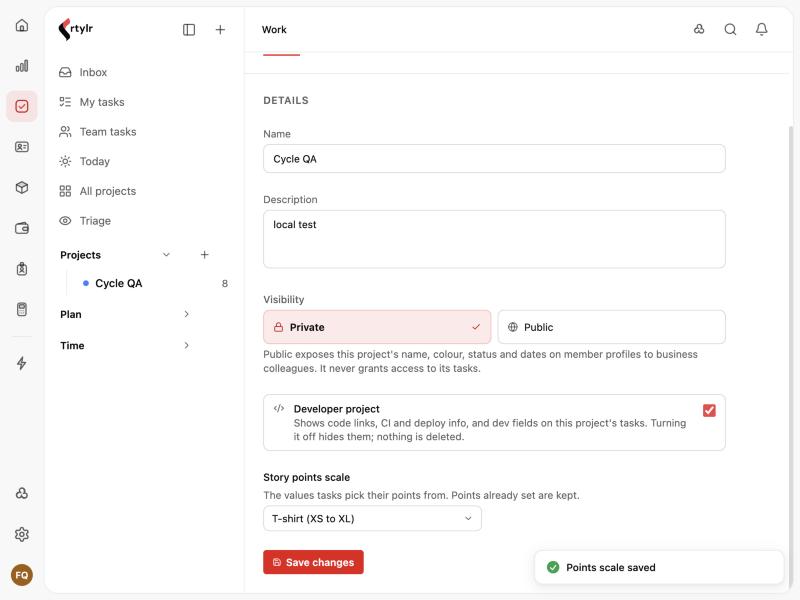 rtylr
Work
Inbox
My tasks
Team tasks
Today
All projects
Triage
Projects
Cycle QA 8
Plan
Time
FQ
DETAILS
Name
Cycle QA
Description
local test
Visibility
Private
Public
Public exposes this project's name, colour, status and dates on member profiles to business
colleagues. It never grants access to its tasks.
Developer project
Shows code links, CI and deploy info, and dev fields on this project's tasks. Turning
it off hides them; nothing is deleted.
Story points scale
The values tasks pick their points from. Points already set are kept.
T-shirt (XS to XL)
Save changes
Points scale saved